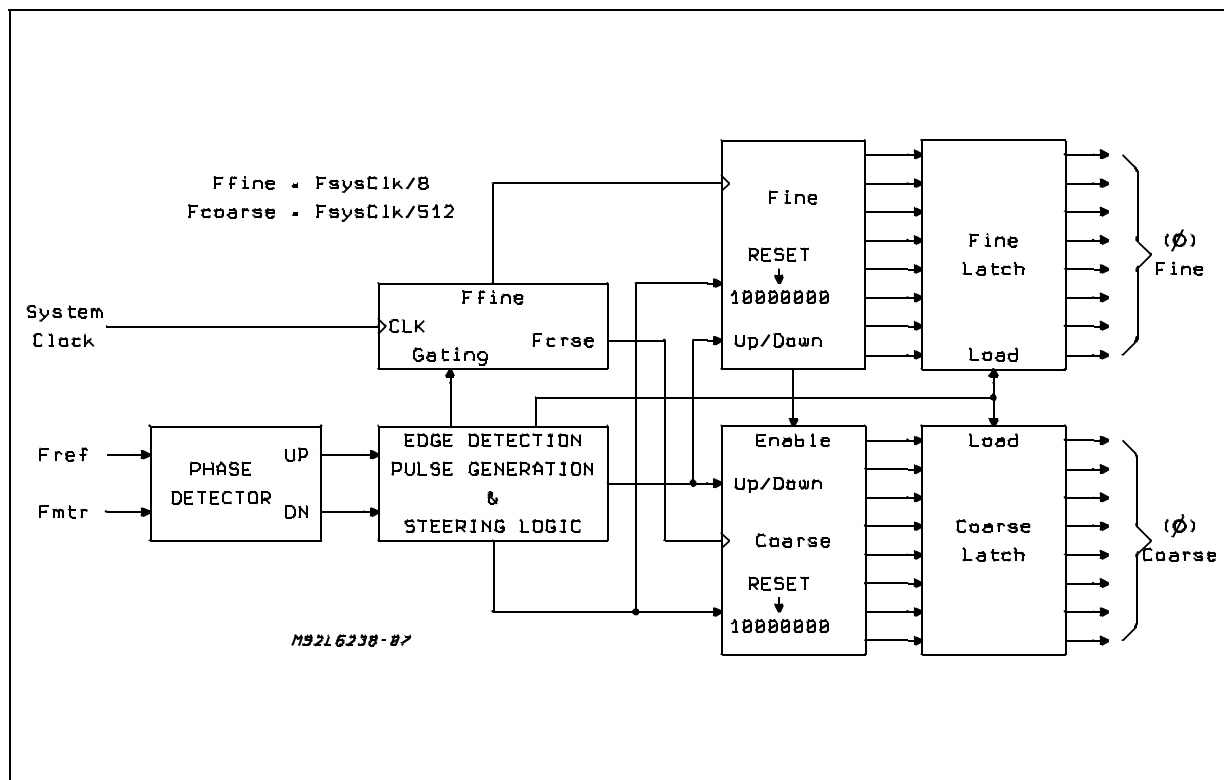 Ffine = FsysClk/8
Fcoarse = FsysClk/512
System
Clock
Ffine
CLK
Fcrse
Gating
Fine
RESET
10000000
Up/Down
Fine
Latch
Load
(Ø)
Fine
Fref
Fmtr
PHASE
DETECTOR
UP
DN
EDGE DETECTION
PULSE GENERATION
&
STEERING LOGIC
Enable
Up/Down
Coarse
RESET
10000000
Load
Coarse
Latch
(Ø)
Coarse
M92L6238-07